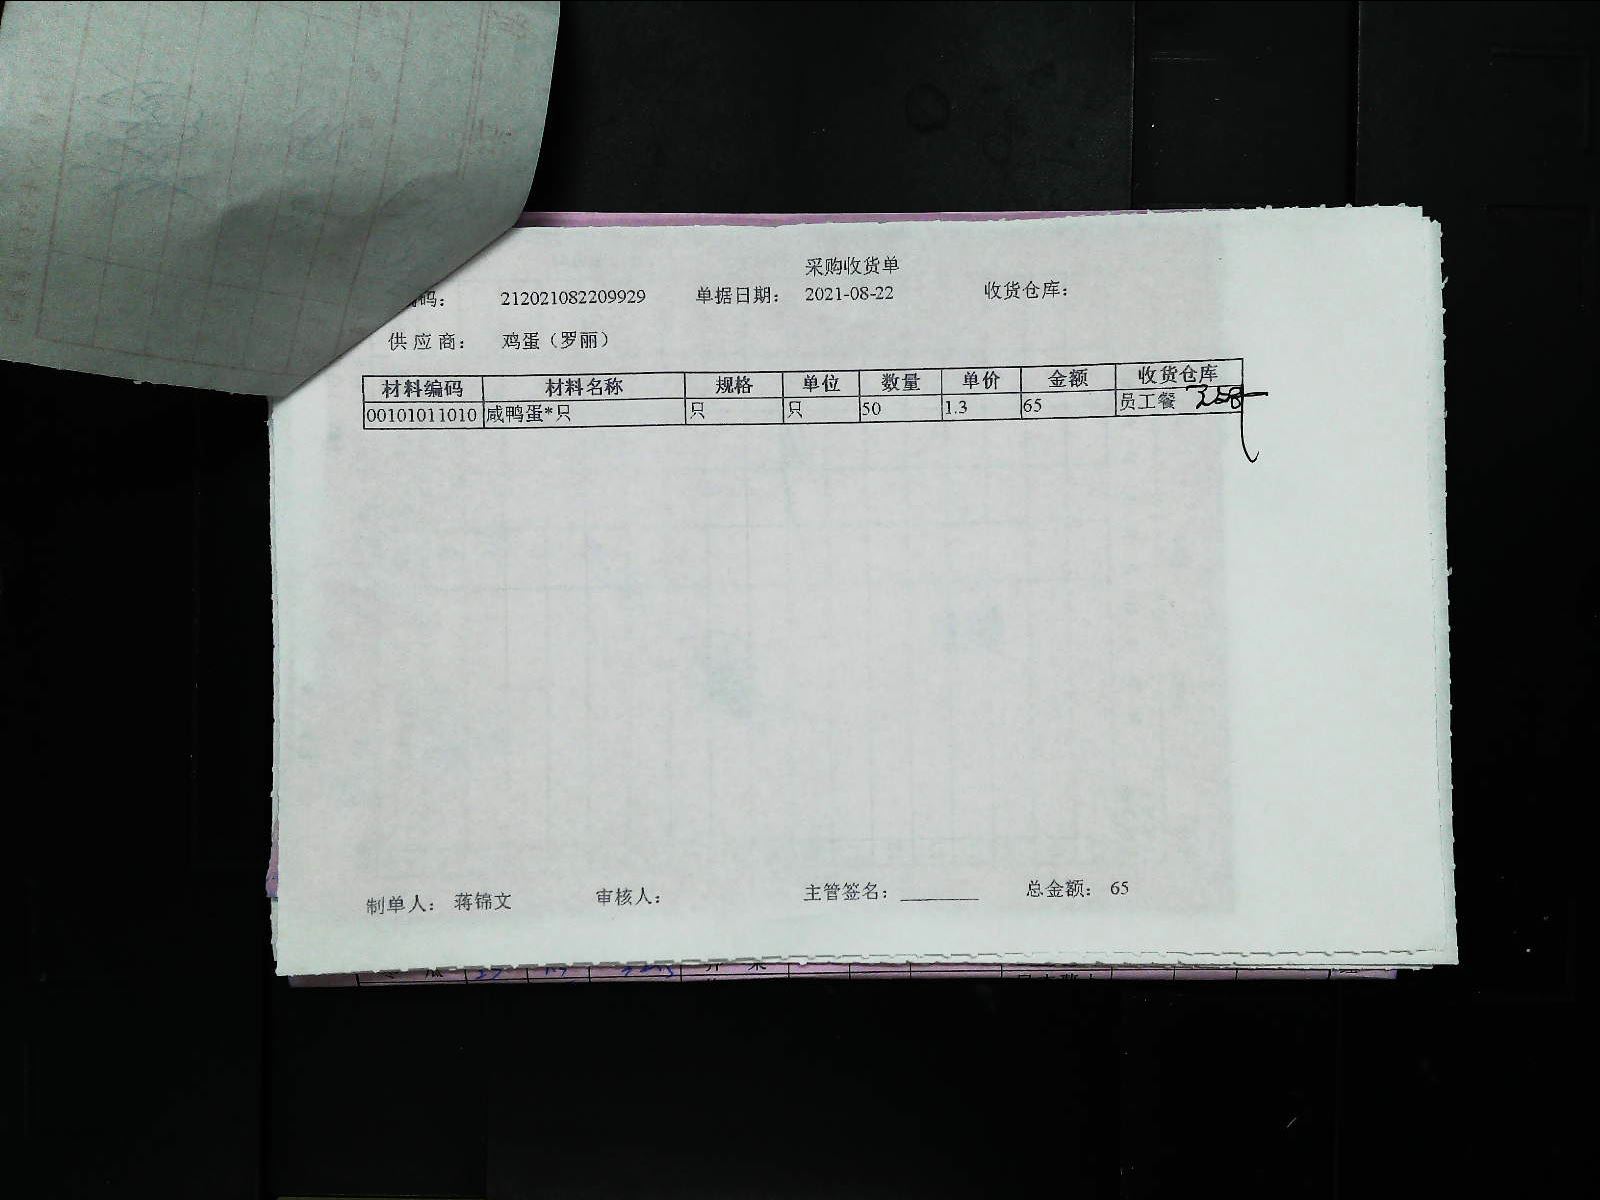 采购收货单
码： 212021082209929 单据日期： 2021-08-22 收货仓库：
供应商： 鸡蛋（罗丽）
材料编码 材料名称 规格 单位 数量 单价 金额 收货仓库
00101011010 咸鸭蛋*只 只 只 50 1.3 65 员工餐
制单人： 蒋锦文 审核人： 主管签名： ________ 总金额： 65